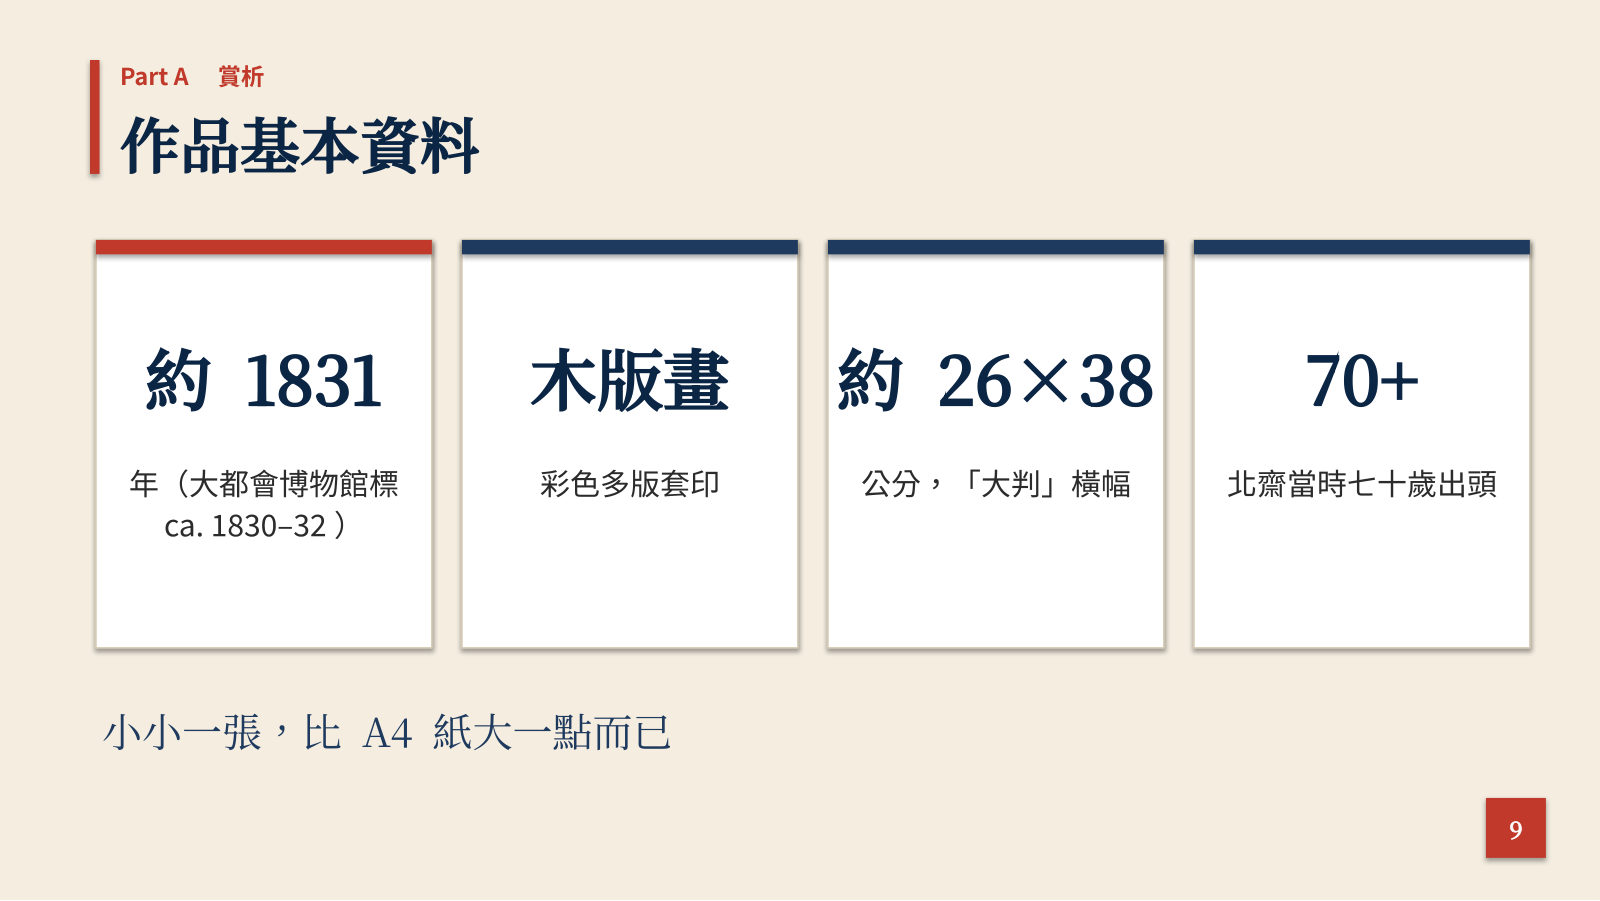 Part A 賞析
作品基本資料
約 1831
年（大都會博物館標
ca. 1830–32 ）
木版畫
彩色多版套印
約 26×38
公分，「大判」橫幅
70+
北齋當時七十歲出頭
小小一張，比 A4 紙大一點而已
9